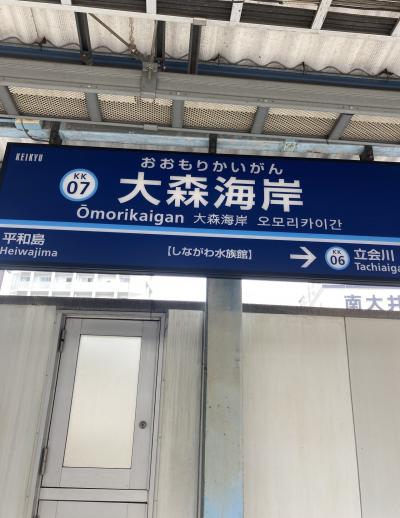 KEIKYU
おおもりかいがん
KK 07
大森海岸
Ōmorikaigan 大森海岸 오모리카이간
平和島
Heiwajima
【しながわ水族館】
KK 06
立会川
Tachiaiga
南大井